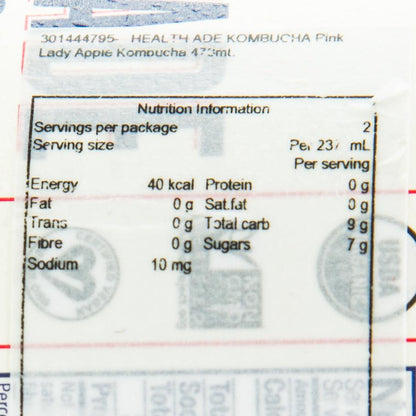 301444795- HEALTH ADE KOMBUCHA Pink
Lady Apple Kombucha 473mL
Nutrition Information
Servings per package 2
Serving size Per 237 mL
Per serving
Energy 40 kcal Protein 0 g
Fat 0 g Sat.fat 0 g
Trans 0 g Total carb 9 g
Fibre 0 g Sugars 7 g
Sodium 10 mg
USDA